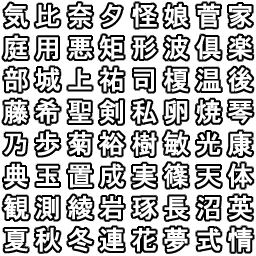 気比奈夕怪娘菅家
庭用悪矩形波倶楽
部城上祐司榎温後
藤希聖剣私卵焼琴
乃歩菊裕樹敏光康
典玉置成実篠天体
観測綾岩琢長沼英
夏秋冬連花夢式情